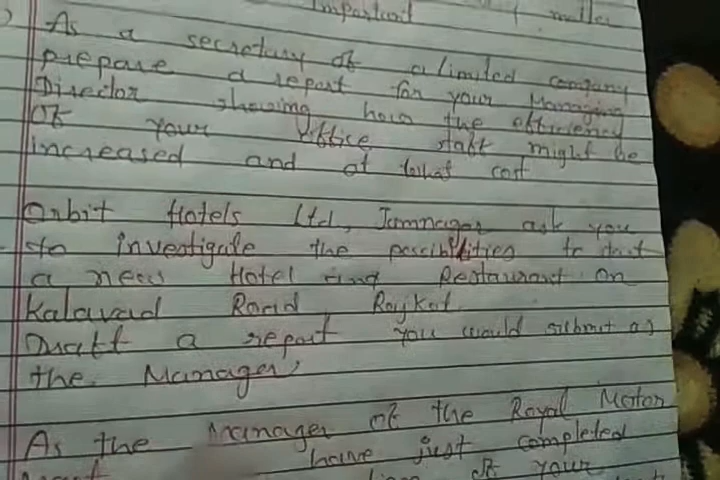 Important matter
As a secretary of a limited company
prepare a report for your Managing
Director showing how the efficiency
of your office staff might be
increased and at what cost
Orbit Hotels Ltd, Jamnagar ask you
to investigate the possibilities to start
a new Hotel and Restaurant on
Kalavad Road, Rajkot.
Draft a report you would submit as
the Manager,
As the Manager of the Royal Motor
have just completed
of your